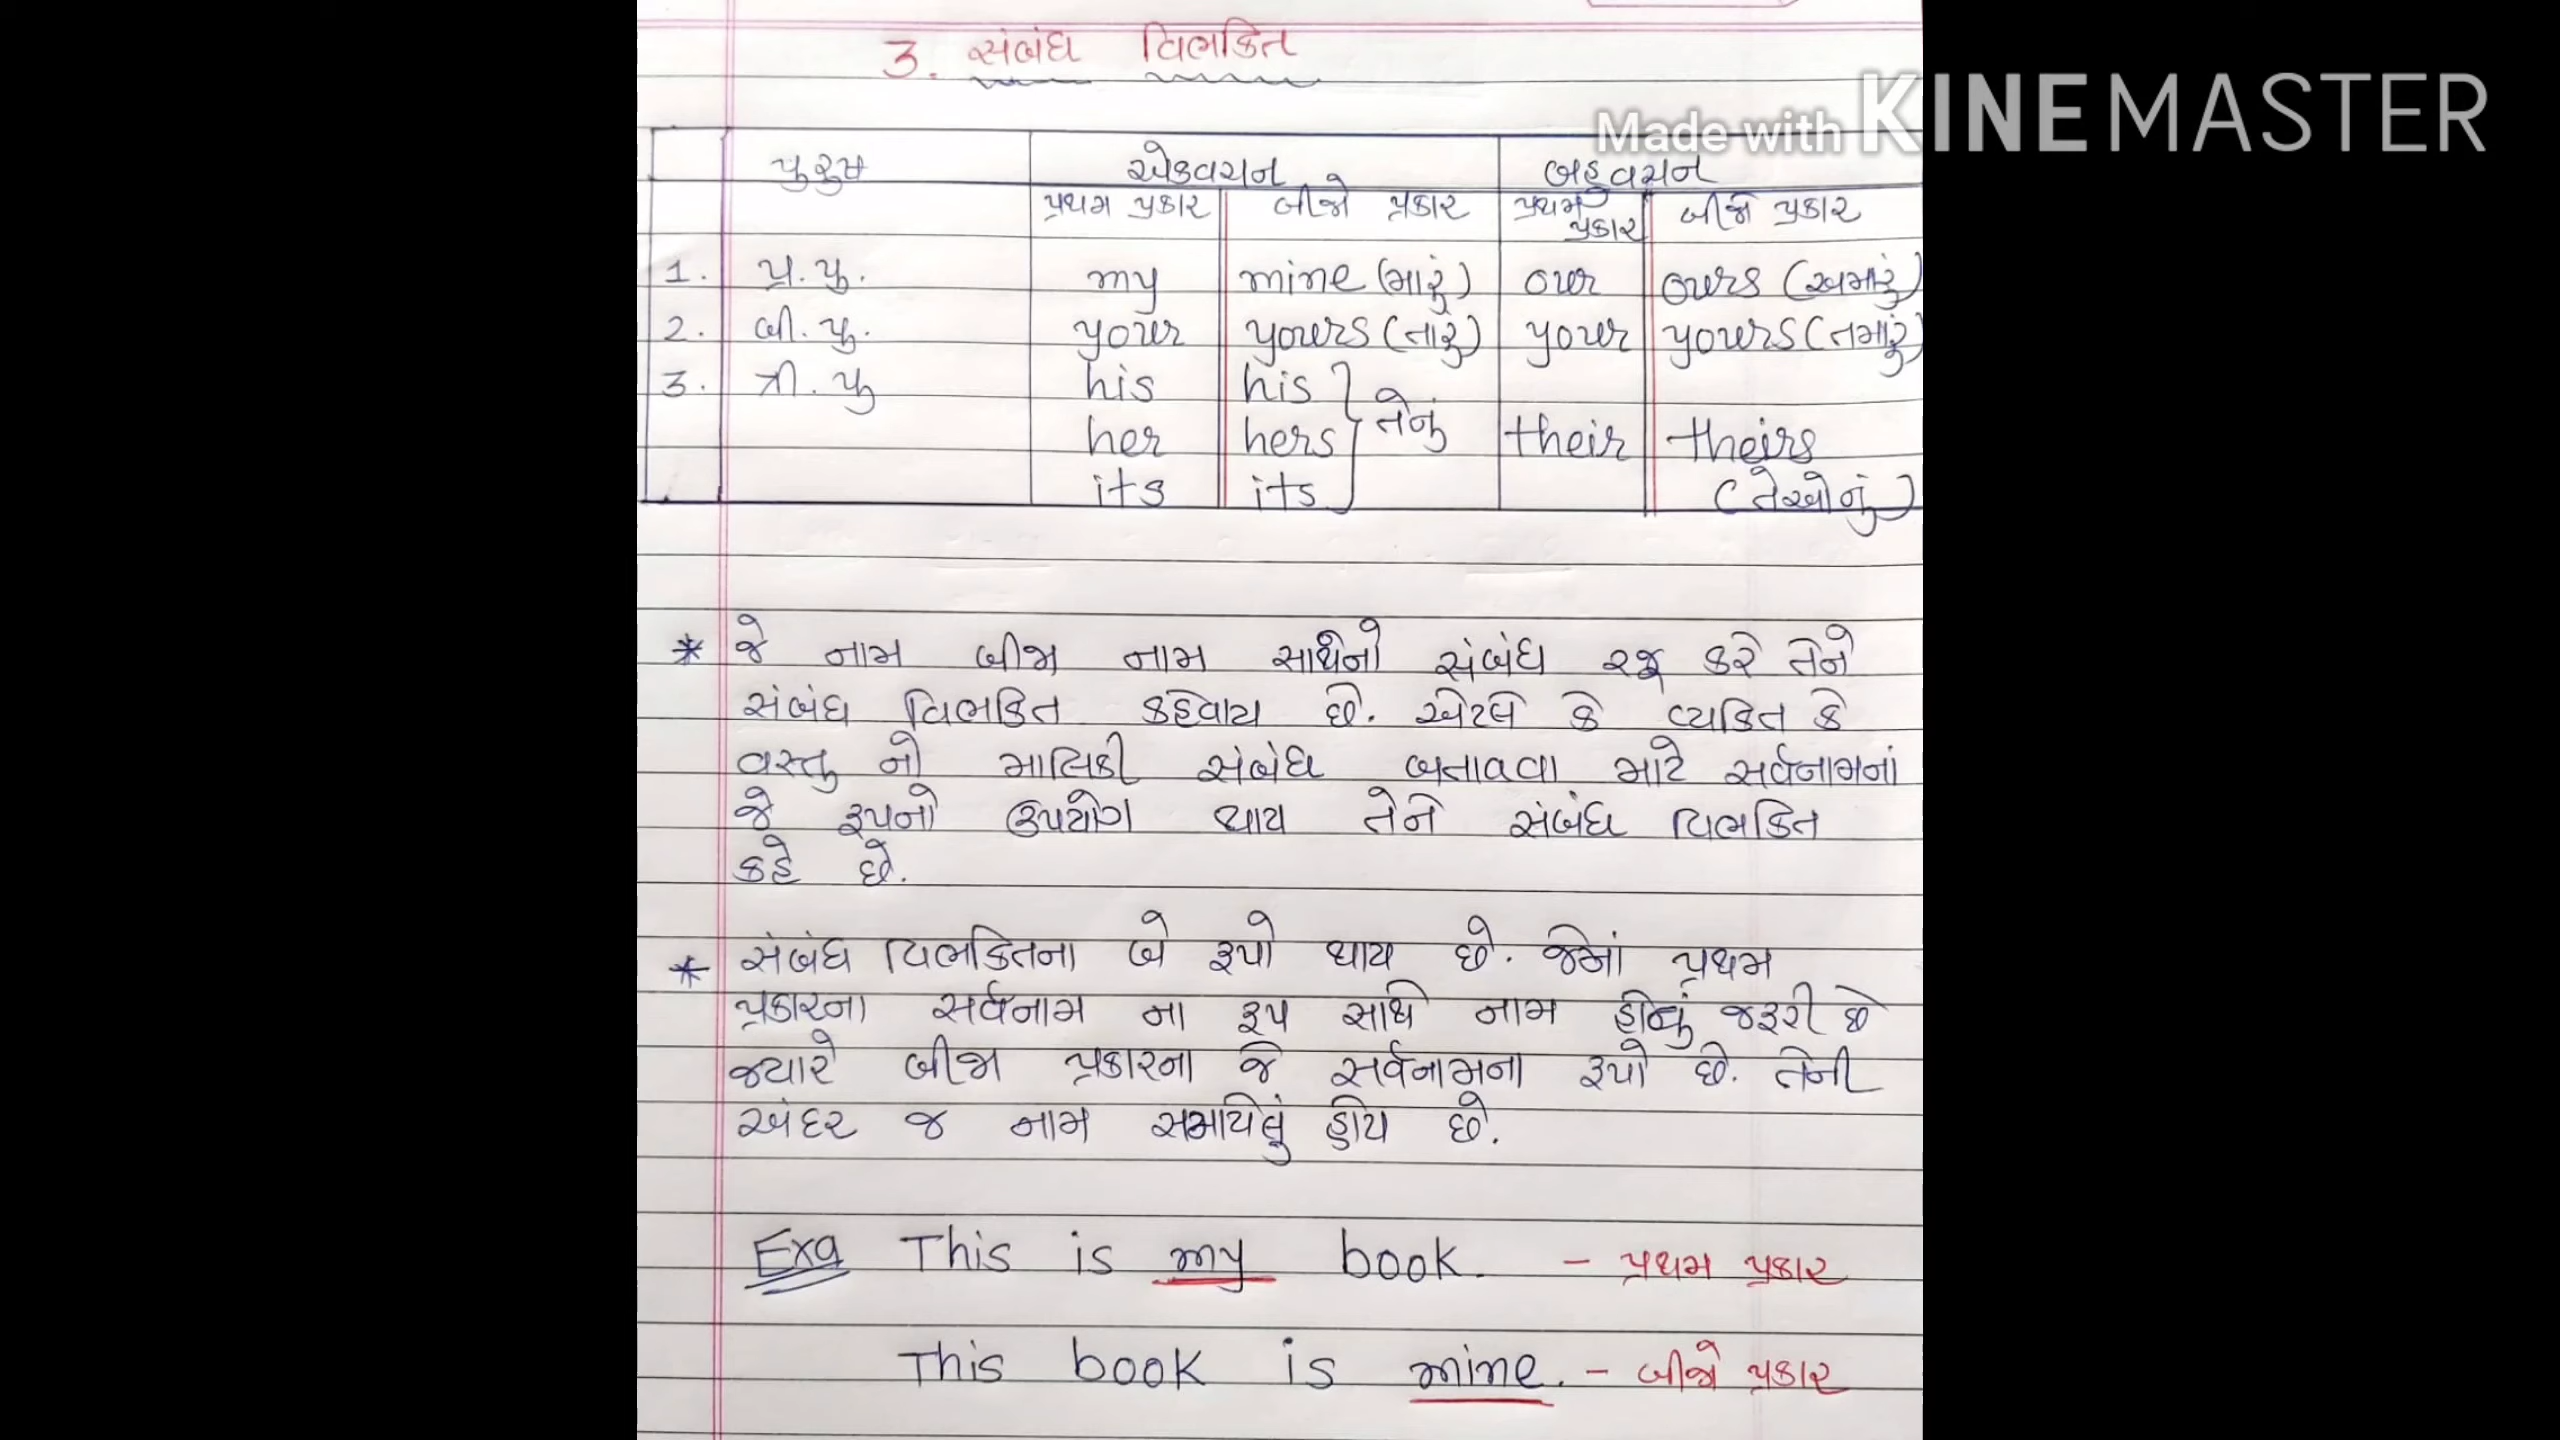 3. સંબંધ વિભકિત
Made with KINEMASTER
પુરુષ એકવચન બહુવચન
પ્રથમ પ્રકાર બીજો પ્રકાર પ્રથમ પ્રકાર બીજો પ્રકાર
1. પ્ર. પુ. my mine (મારું) our ours (અમારું)
2. બી. પુ. your yours (તારું) your yours (તમારું)
3. ત્રી. પુ his his
her hers તેનું their theirs
its its (તેઓનું)
* જે નામ બીજા નામ સાથેનો સંબંધ રજૂ કરે તેને
સંબંધ વિભકિત કહેવાય છે. એટલે કે વ્યકિત કે
વસ્તુ નો માલિકી સંબંધ બતાવવા માટે સર્વનામનાં
જે રૂપનો ઉપયોગ થાય તેને સંબંધ વિભકિત
કહે છે.
* સંબંધ વિભકિતના બે રૂપો થાય છે. જેમાં પ્રથમ
પ્રકારના સર્વનામ ના રૂપ સાથે નામ હોવું જરૂરી છે
જ્યારે બીજા પ્રકારના જે સર્વનામના રૂપો છે. તેની
અંદર જ નામ સમાયેલું હોય છે.
Exa This is my book. - પ્રથમ પ્રકાર
This book is mine. - બીજો પ્રકાર